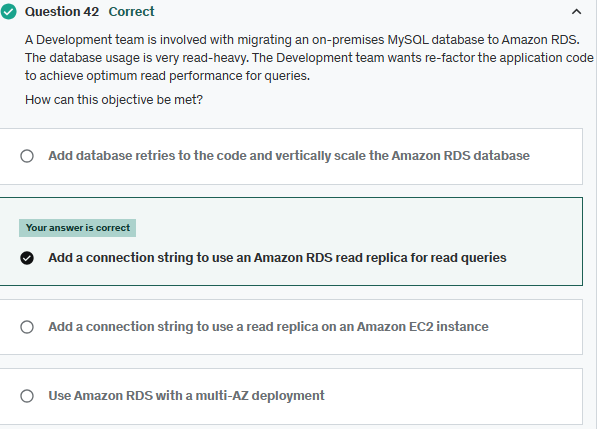 Question 42 Correct
A Development team is involved with migrating an on-premises MySQL database to Amazon RDS.
The database usage is very read-heavy. The Development team wants re-factor the application code
to achieve optimum read performance for queries.
How can this objective be met?
Add database retries to the code and vertically scale the Amazon RDS database
Your answer is correct
Add a connection string to use an Amazon RDS read replica for read queries
Add a connection string to use a read replica on an Amazon EC2 instance
Use Amazon RDS with a multi-AZ deployment